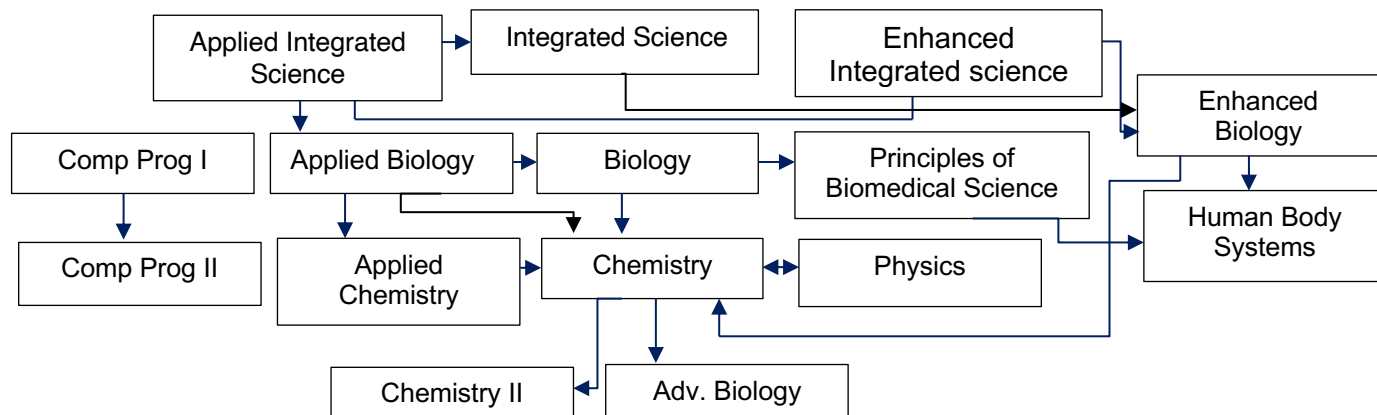 Applied Integrated
Science
Integrated Science
Enhanced
Integrated science
Enhanced
Biology
Comp Prog I
Applied Biology
Biology
Principles of
Biomedical Science
Human Body
Systems
Comp Prog II
Applied
Chemistry
Chemistry
Physics
Chemistry II
Adv. Biology